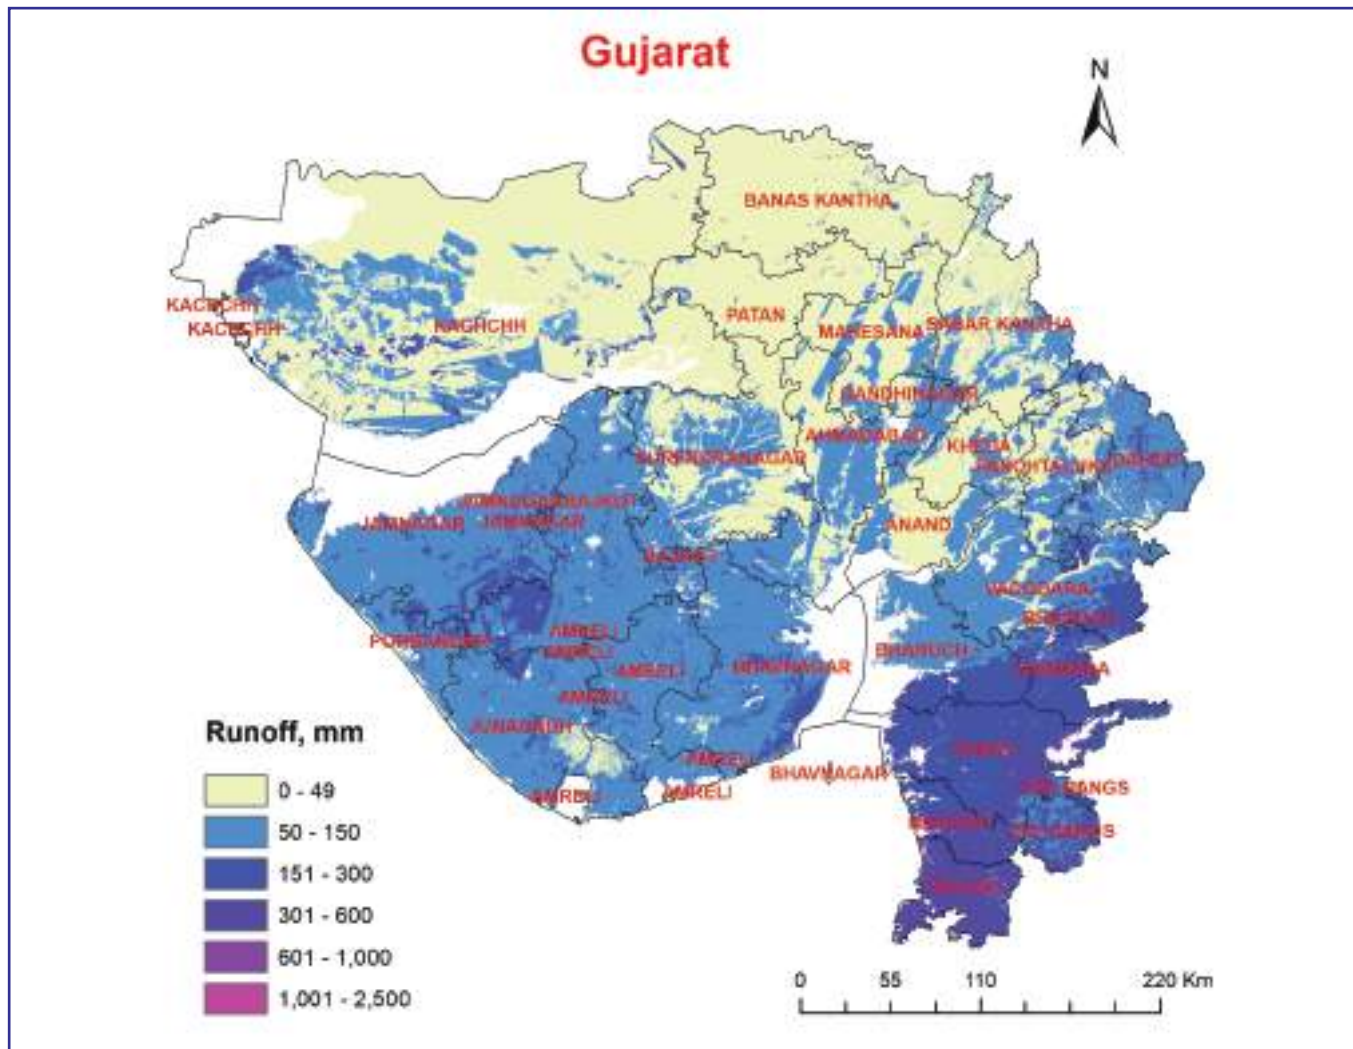 Gujarat
N
BANAS KANTHA
KACHCHH
KACHCHH
KACHCHH
PATAN
MAHESANA
SABAR KANTHA
GANDHINAGAR
AHMADABAD
KHEDA
SURENDRANAGAR
ANAND
JAMNAGAR
JAMNAGAR
RAJKOT
VADODARA
BHARUCH
PORBANDAR
AMRELI
AMRELI
AMRELI
AMRELI
BHAVNAGAR
NARMADA
JUNAGADH
AMRELI
BHAVNAGAR
AMRELI
AMRELI
Runoff, mm
0 - 49
50 - 150
151 - 300
301 - 600
601 - 1,000
1,001 - 2,500
0 55 110 220 Km